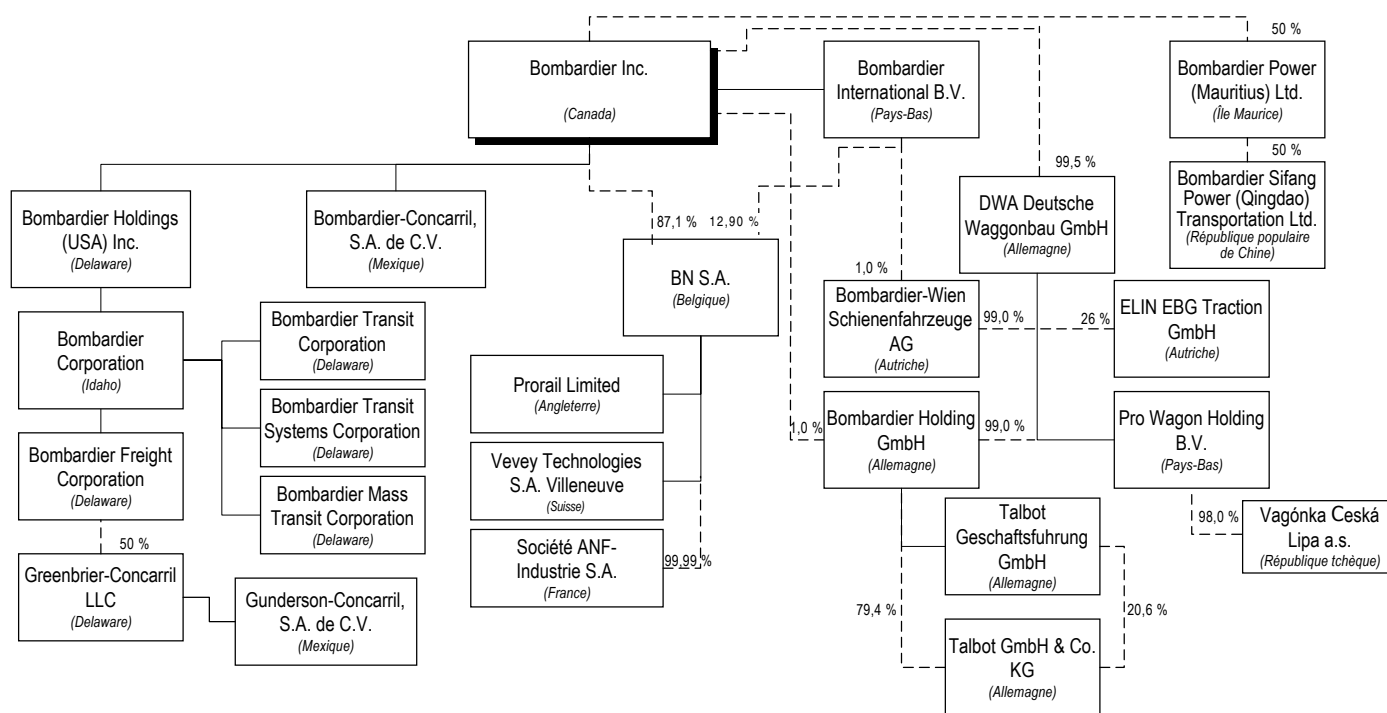 50 %
Bombardier Inc.
(Canada)
Bombardier
International B.V.
(Pays-Bas)
Bombardier Power
(Mauritius) Ltd.
(Île Maurice)
99,5 %
50 %
Bombardier Holdings
(USA) Inc.
(Delaware)
Bombardier-Concarril,
S.A. de C.V.
(Mexique)
87,1 %
12,90 %
DWA Deutsche
Waggonbau GmbH
(Allemagne)
Bombardier Sifang
Power (Qingdao)
Transportation Ltd.
(République populaire
de Chine)
BN S.A.
(Belgique)
1,0 %
Bombardier
Corporation
(Idaho)
Bombardier Transit
Corporation
(Delaware)
Bombardier-Wien
Schienenfahrzeuge
AG
(Autriche)
99,0 %
26 %
ELIN EBG Traction
GmbH
(Autriche)
Prorail Limited
(Angleterre)
Bombardier Transit
Systems Corporation
(Delaware)
1,0 %
Bombardier Holding
GmbH
(Allemagne)
99,0 %
Pro Wagon Holding
B.V.
(Pays-Bas)
Bombardier Freight
Corporation
(Delaware)
Vevey Technologies
S.A. Villeneuve
(Suisse)
Bombardier Mass
Transit Corporation
(Delaware)
Talbot
Geschaftsfuhrung
GmbH
(Allemagne)
98,0 %
Vagónka Ceská
Lipa a.s.
(République tchèque)
50 %
Société ANF-
Industrie S.A.
(France)
99,99 %
Greenbrier-Concarril
LLC
(Delaware)
Gunderson-Concarril,
S.A. de C.V.
(Mexique)
79,4 %
20,6 %
Talbot GmbH & Co.
KG
(Allemagne)